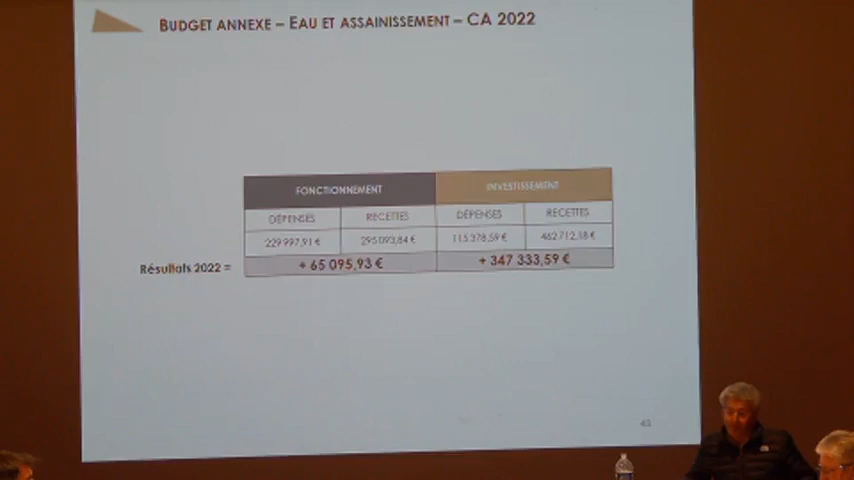 BUDGET ANNEXE – EAU ET ASSAINISSEMENT – CA 2022
FONCTIONNEMENT INVESTISSEMENT
DÉPENSES RECETTES DÉPENSES RECETTES
229 997,91 € 295 093,84 € 115 378,59 € 462 712,18 €
Résultats 2022 = + 65 095,93 € + 347 333,59 €